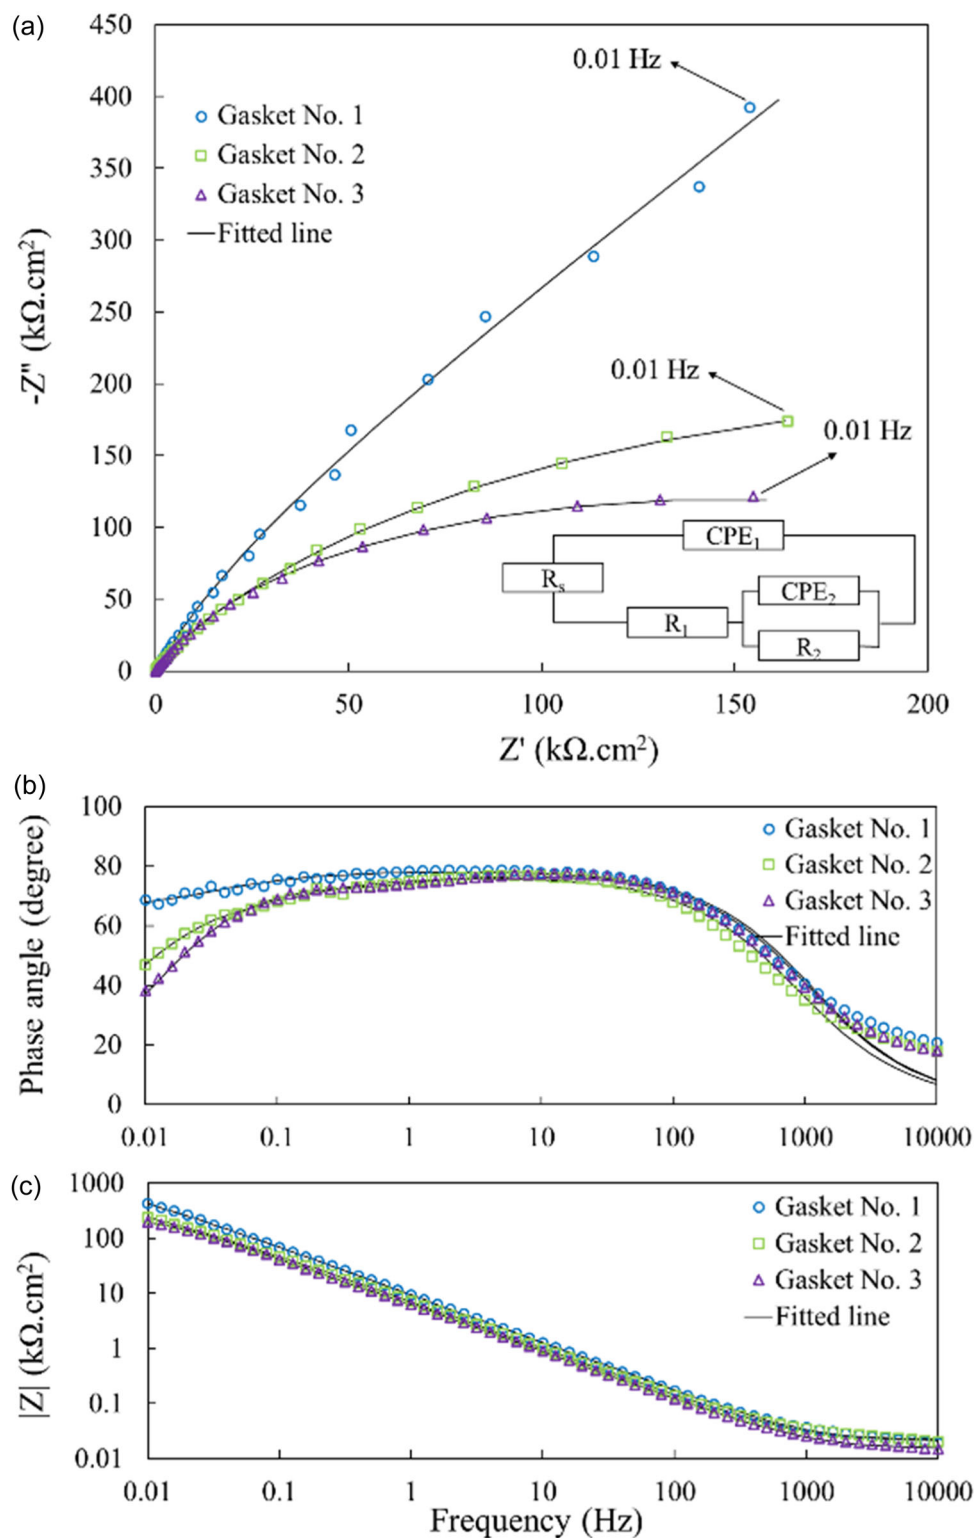 (a)
450
400
350
300
250
200
150
100
50
0
-Z" (kΩ.cm²)
0.01 Hz
Gasket No. 1
Gasket No. 2
Gasket No. 3
Fitted line
0.01 Hz
0.01 Hz
CPE₁
Rₛ
CPE₂
R₁
R₂
0 50 100 150 200
Z' (kΩ.cm²)
(b)
100
80
60
40
20
0
Phase angle (degree)
Gasket No. 1
Gasket No. 2
Gasket No. 3
Fitted line
0.01 0.1 1 10 100 1000 10000
(c)
1000
100
10
1
0.1
0.01
|Z| (kΩ.cm²)
Gasket No. 1
Gasket No. 2
Gasket No. 3
Fitted line
0.01 0.1 1 10 100 1000 10000
Frequency (Hz)